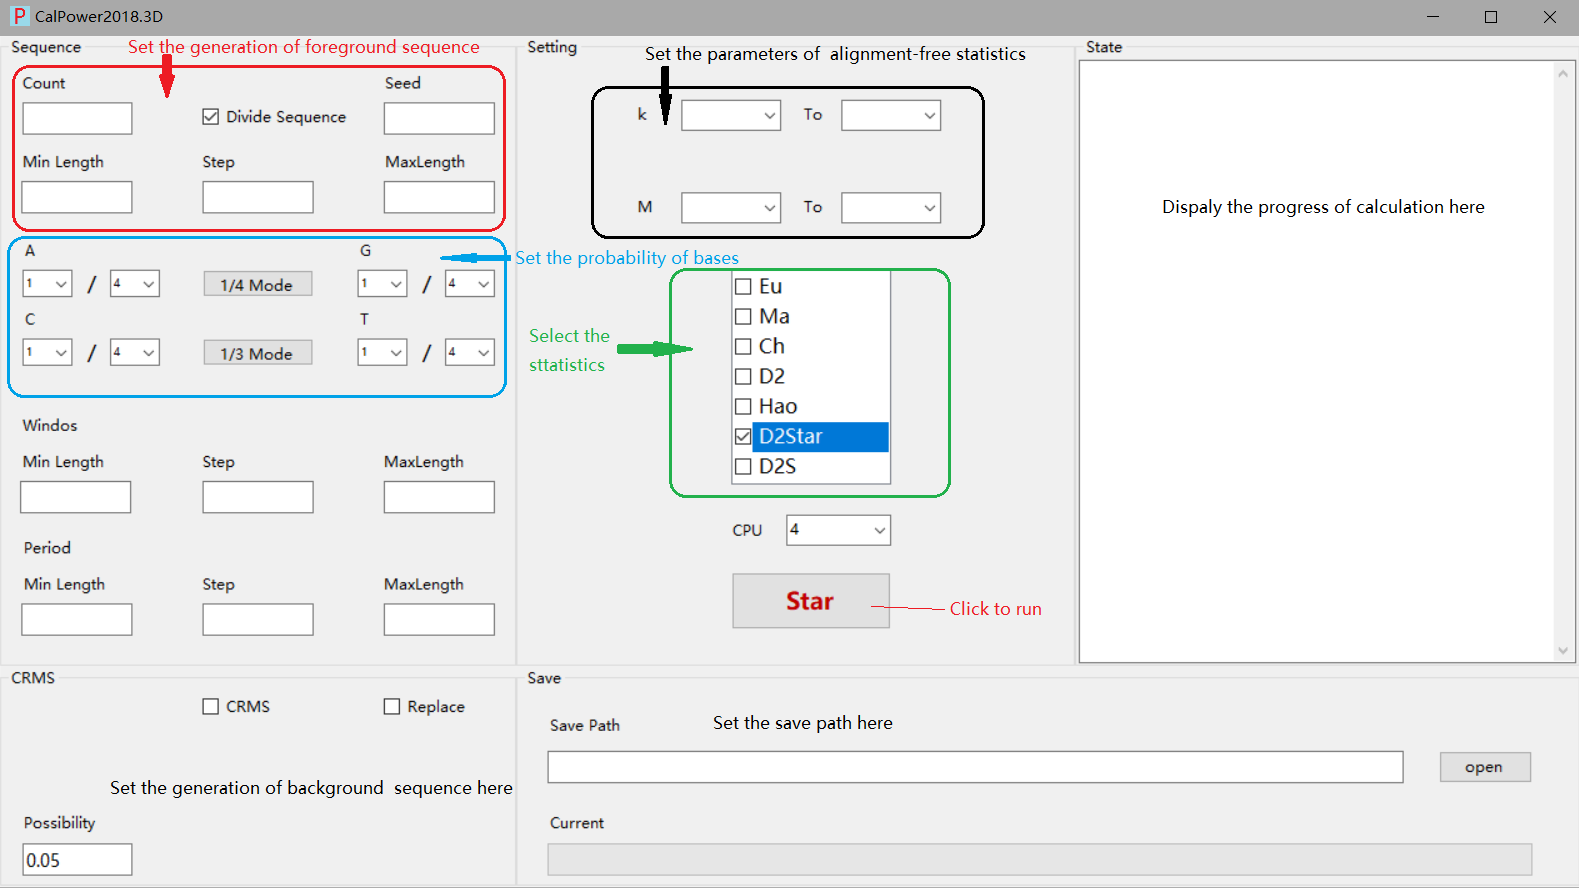 CalPower2018.3D
Sequence
Set the generation of foreground sequence
Count
Divide Sequence
Seed
Min Length
Step
MaxLength
A
1 / 4
1/4 Mode
G
1 / 4
Set the probability of bases
C
1 / 4
1/3 Mode
T
1 / 4
Windos
Min Length
Step
MaxLength
Period
Min Length
Step
MaxLength
Setting
Set the parameters of alignment-free statistics
k
To
M
To
Select the
sttatistics
Eu
Ma
Ch
D2
Hao
D2Star
D2S
CPU
4
Star
Click to run
State
Dispaly the progress of calculation here
CRMS
CRMS
Replace
Set the generation of background sequence here
Possibility
0.05
Save
Save Path
Set the save path here
open
Current